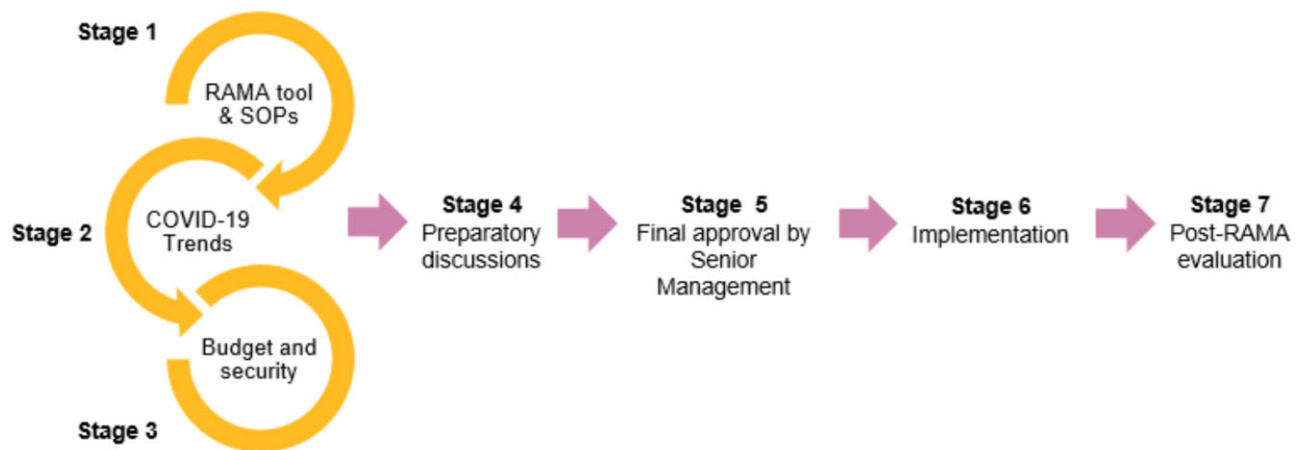 Stage 1
RAMA tool
& SOPs
Stage 2
COVID-19
Trends
Stage 3
Budget and
security
Stage 4
Preparatory
discussions
Stage 5
Final approval by
Senior
Management
Stage 6
Implementation
Stage 7
Post-RAMA
evaluation